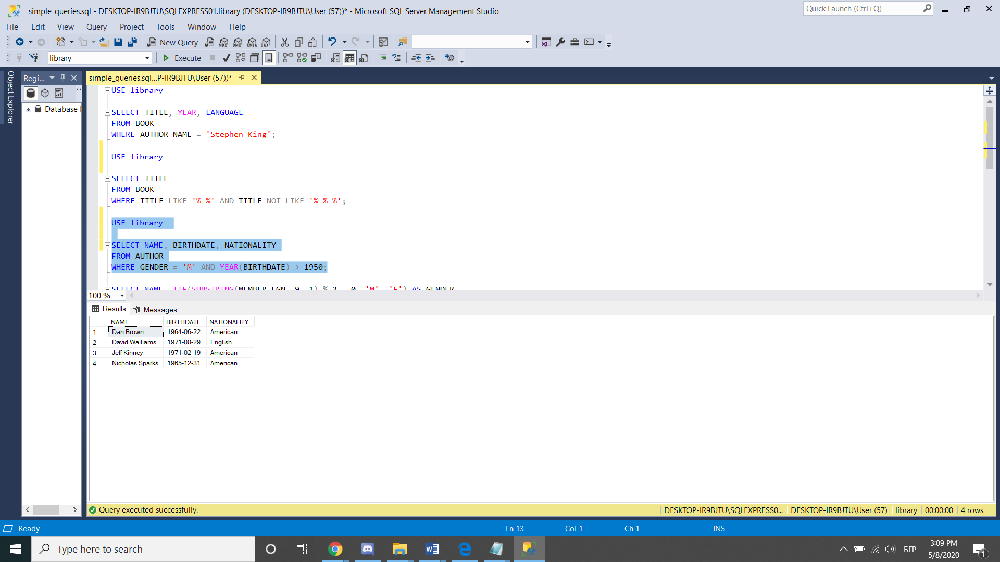 simple_queries.sql - DESKTOP-IR9BJTU\SQLEXPRESS01.library (DESKTOP-IR9BJTU\User (57))* - Microsoft SQL Server Management Studio
Quick Launch (Ctrl+Q)
File Edit View Query Project Tools Window Help
New Query
MDX DMX XMLA DAX
library
Execute
Object Explorer
Regi...
simple_queries.sql...P-IR9BJTU\User (57))*
Database
USE library
SELECT TITLE, YEAR, LANGUAGE
FROM BOOK
WHERE AUTHOR_NAME = 'Stephen King';
USE library
SELECT TITLE
FROM BOOK
WHERE TITLE LIKE '% %' AND TITLE NOT LIKE '% % %';
USE library
SELECT NAME, BIRTHDATE, NATIONALITY
FROM AUTHOR
WHERE GENDER = 'M' AND YEAR(BIRTHDATE) > 1950;
SELECT NAME, IIF(SUBSTRING(MEMBER_EGN, 9, 1) % 2 = 0, 'M', 'F') AS GENDER
100 %
Results Messages
NAME BIRTHDATE NATIONALITY
1 Dan Brown 1964-06-22 American
2 David Walliams 1971-08-29 English
3 Jeff Kinney 1971-02-19 American
4 Nicholas Sparks 1965-12-31 American
Query executed successfully.
DESKTOP-IR9BJTU\SQLEXPRESS0... DESKTOP-IR9BJTU\User (57) library 00:00:00 4 rows
Ready
Ln 13 Col 1 Ch 1 INS
Type here to search
БГР
3:09 PM
5/8/2020
1